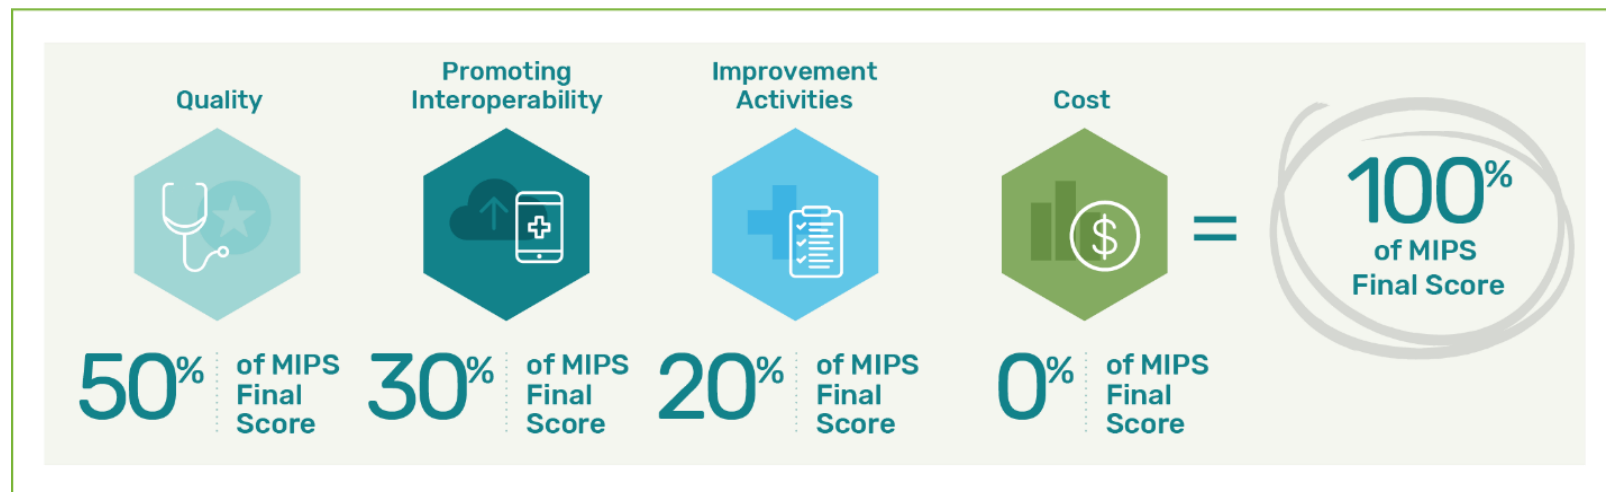 Quality
Promoting
Interoperability
Improvement
Activities
Cost
50%
of MIPS
Final
Score
30%
of MIPS
Final
Score
20%
of MIPS
Final
Score
0%
of MIPS
Final
Score
=
100%
of MIPS
Final Score